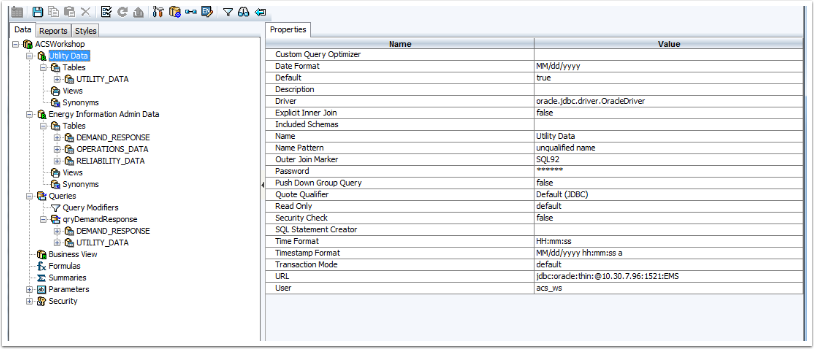 Data Reports Styles
ACSWorkshop
Utility Data
Tables
UTILITY_DATA
Views
Synonyms
Energy Information Admin Data
Tables
DEMAND_RESPONSE
OPERATIONS_DATA
RELIABILITY_DATA
Views
Synonyms
Queries
Query Modifiers
qryDemandResponse
DEMAND_RESPONSE
UTILITY_DATA
Business View
fx Formulas
Σ Summaries
Parameters
Security
Properties
Name Value
Custom Query Optimizer
Date Format MM/dd/yyyy
Default true
Description
Driver oracle.jdbc.driver.OracleDriver
Explicit Inner Join false
Included Schemas
Name Utility Data
Name Pattern unqualified name
Outer Join Marker SQL92
Password ******
Push Down Group Query false
Quote Qualifier Default (JDBC)
Read Only default
Security Check false
SQL Statement Creator
Time Format HH:mm:ss
Timestamp Format MM/dd/yyyy hh:mm:ss a
Transaction Mode default
URL jdbc:oracle:thin:@10.30.7.96:1521:EMS
User acs_ws